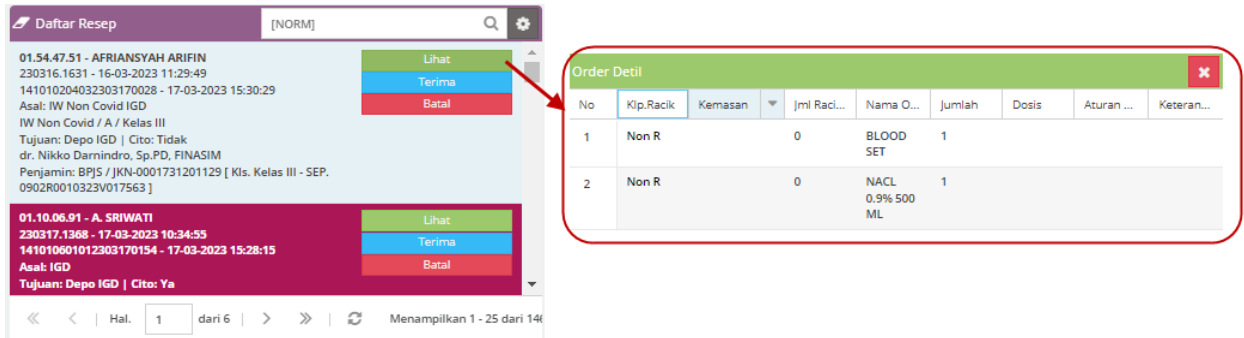 Daftar Resep
[NORM]
01.54.47.51 - AFRIANSYAH ARIFIN
230316.1631 - 16-03-2023 11:29:49
141010204032303170028 - 17-03-2023 15:30:29
Asal: IW Non Covid IGD
IW Non Covid / A / Kelas III
Tujuan: Depo IGD | Cito: Tidak
dr. Nikko Darnindro, Sp.PD, FINASIM
Penjamin: BPJS / JKN-0001731201129 [ Kls. Kelas III - SEP.
0902R0010323V017563 ]
Lihat
Terima
Batal
01.10.06.91 - A. SRIWATI
230317.1368 - 17-03-2023 10:34:55
141010601012303170154 - 17-03-2023 15:28:15
Asal: IGD
Tujuan: Depo IGD | Cito: Ya
Lihat
Terima
Batal
Hal. 1 dari 6
Menampilkan 1 - 25 dari 146
Order Detil
No Klp.Racik Kemasan Jml Raci... Nama O... Jumlah Dosis Aturan ... Keteran...
1 Non R 0 BLOOD 1
SET
2 Non R 0 NACL 1
0.9% 500
ML